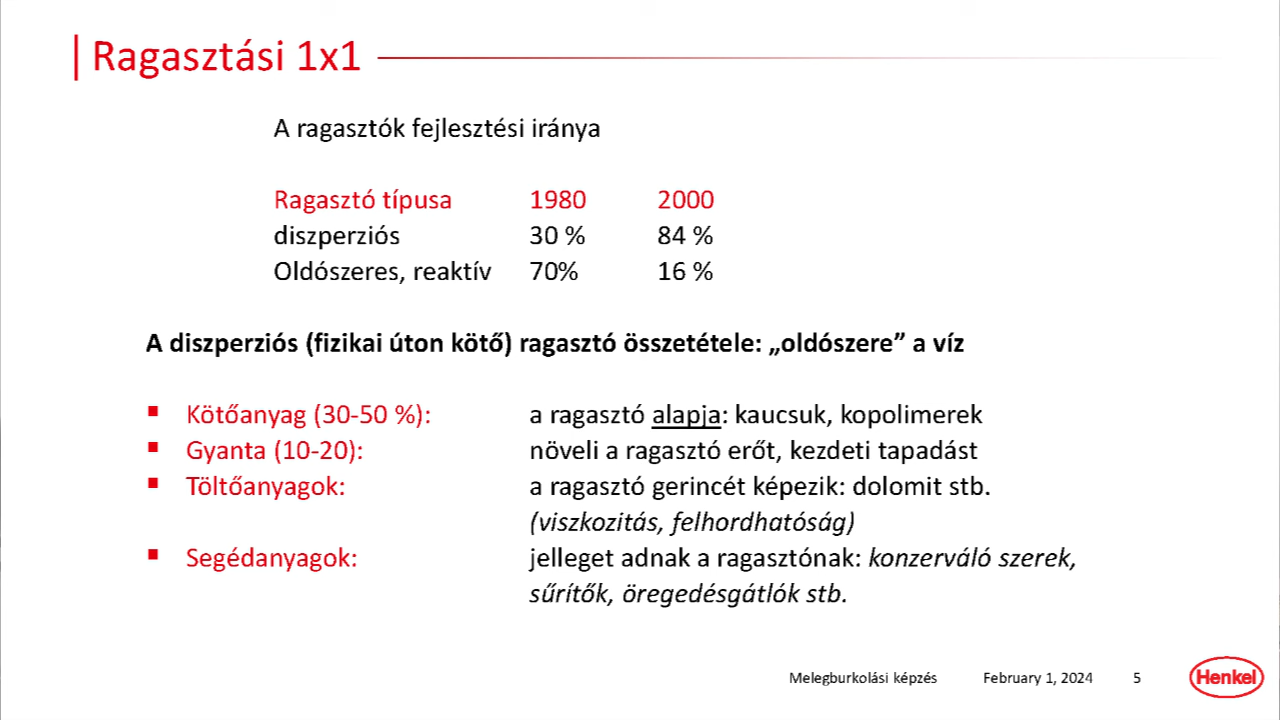 Ragasztási 1x1
A ragasztók fejlesztési iránya
Ragasztó típusa 1980 2000
diszperziós 30 % 84 %
Oldószeres, reaktív 70% 16 %
A diszperziós (fizikai úton kötő) ragasztó összetétele: „oldószere” a víz
▪ Kötőanyag (30-50 %): a ragasztó alapja: kaucsuk, kopolimerek
▪ Gyanta (10-20): növeli a ragasztó erőt, kezdeti tapadást
▪ Töltőanyagok: a ragasztó gerincét képezik: dolomit stb.
(viszkozitás, felhordhatóság)
▪ Segédanyagok: jelleget adnak a ragasztónak: konzerváló szerek,
sűrítők, öregedésgátlók stb.
Melegburkolási képzés February 1, 2024 5 Henkel